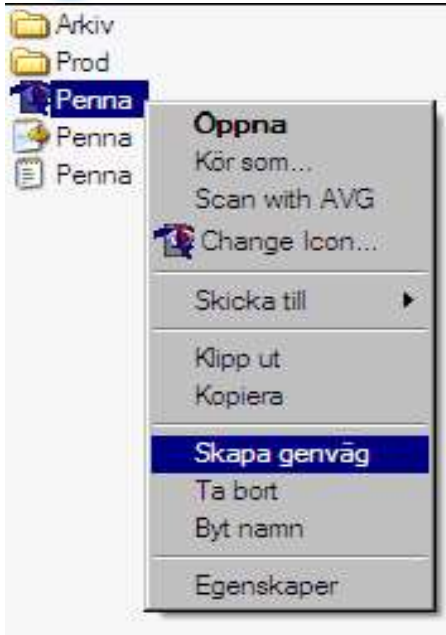 Arkiv
Prod
Penna
Penna
Penna
Öppna
Kör som...
Scan with AVG
Change Icon...
Skicka till
Klipp ut
Kopiera
Skapa genväg
Ta bort
Byt namn
Egenskaper